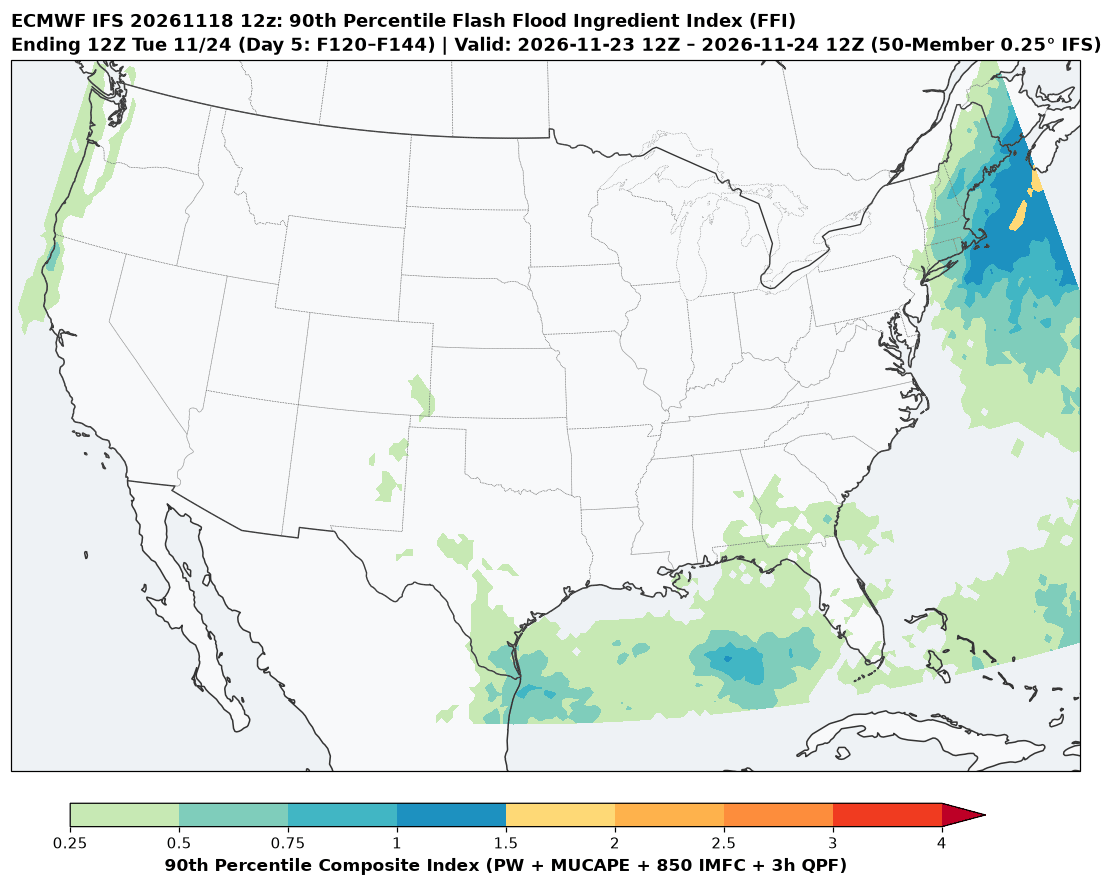 ECMWF IFS 20261118 12z: 90th Percentile Flash Flood Ingredient Index (FFI)
Ending 12Z Tue 11/24 (Day 5: F120–F144) | Valid: 2026-11-23 12Z – 2026-11-24 12Z (50-Member 0.25° IFS)
0.25 0.5 0.75 1 1.5 2 2.5 3 4
90th Percentile Composite Index (PW + MUCAPE + 850 IMFC + 3h QPF)